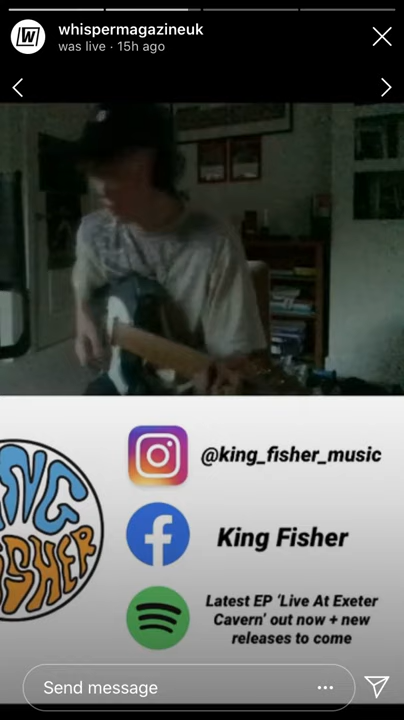 whispermagazineuk
was live · 15h ago
@king_fisher_music
King Fisher
Latest EP 'Live At Exeter
Cavern' out now + new
releases to come
Send message